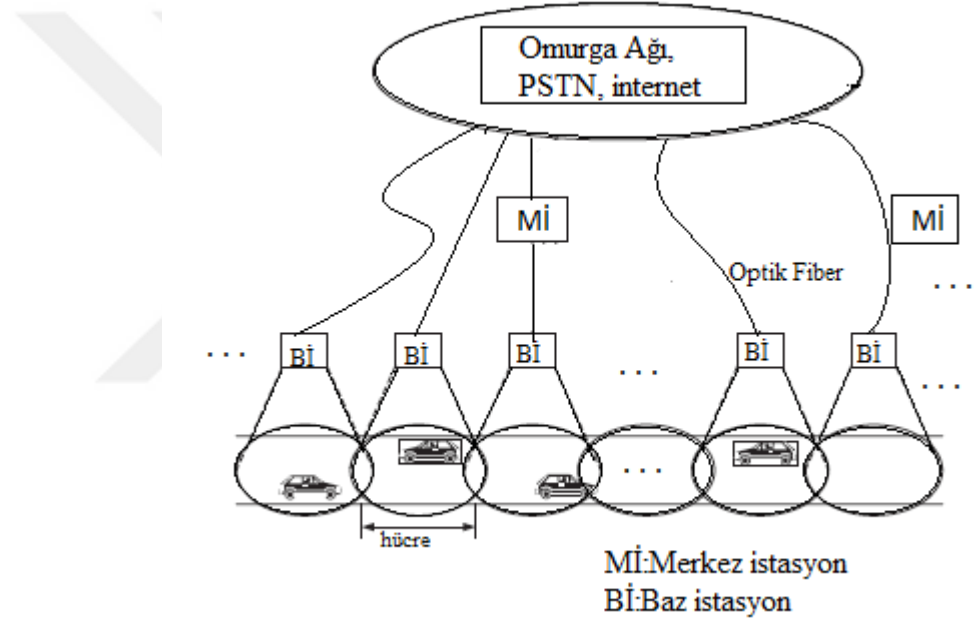 Omurga Ağı,
PSTN, internet
Mİ
Mİ
Optik Fiber
. . .
. . .
Bİ
Bİ
Bİ
. . .
Bİ
Bİ
. . .
. . .
hücre
Mİ:Merkez istasyon
Bİ:Baz istasyon